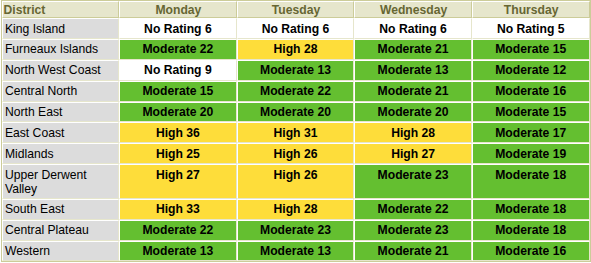 District Monday Tuesday Wednesday Thursday
King Island No Rating 6 No Rating 6 No Rating 6 No Rating 5
Furneaux Islands Moderate 22 High 28 Moderate 21 Moderate 15
North West Coast No Rating 9 Moderate 13 Moderate 13 Moderate 12
Central North Moderate 15 Moderate 22 Moderate 21 Moderate 16
North East Moderate 20 Moderate 20 Moderate 20 Moderate 15
East Coast High 36 High 31 High 28 Moderate 17
Midlands High 25 High 26 High 27 Moderate 19
Upper Derwent High 27 High 26 Moderate 23 Moderate 18
Valley
South East High 33 High 28 Moderate 22 Moderate 18
Central Plateau Moderate 22 Moderate 23 Moderate 23 Moderate 18
Western Moderate 13 Moderate 13 Moderate 21 Moderate 16